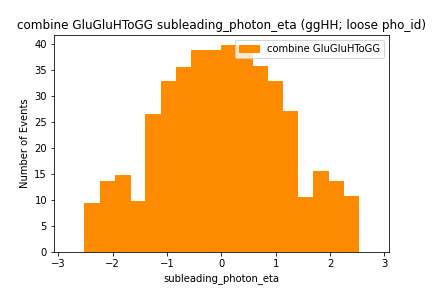 combine GluGluHToGG subleading_photon_eta (ggHH; loose pho_id)
combine GluGluHToGG
40
35
30
25
20
15
10
5
0
Number of Events
−3 −2 −1 0 1 2 3
subleading_photon_eta